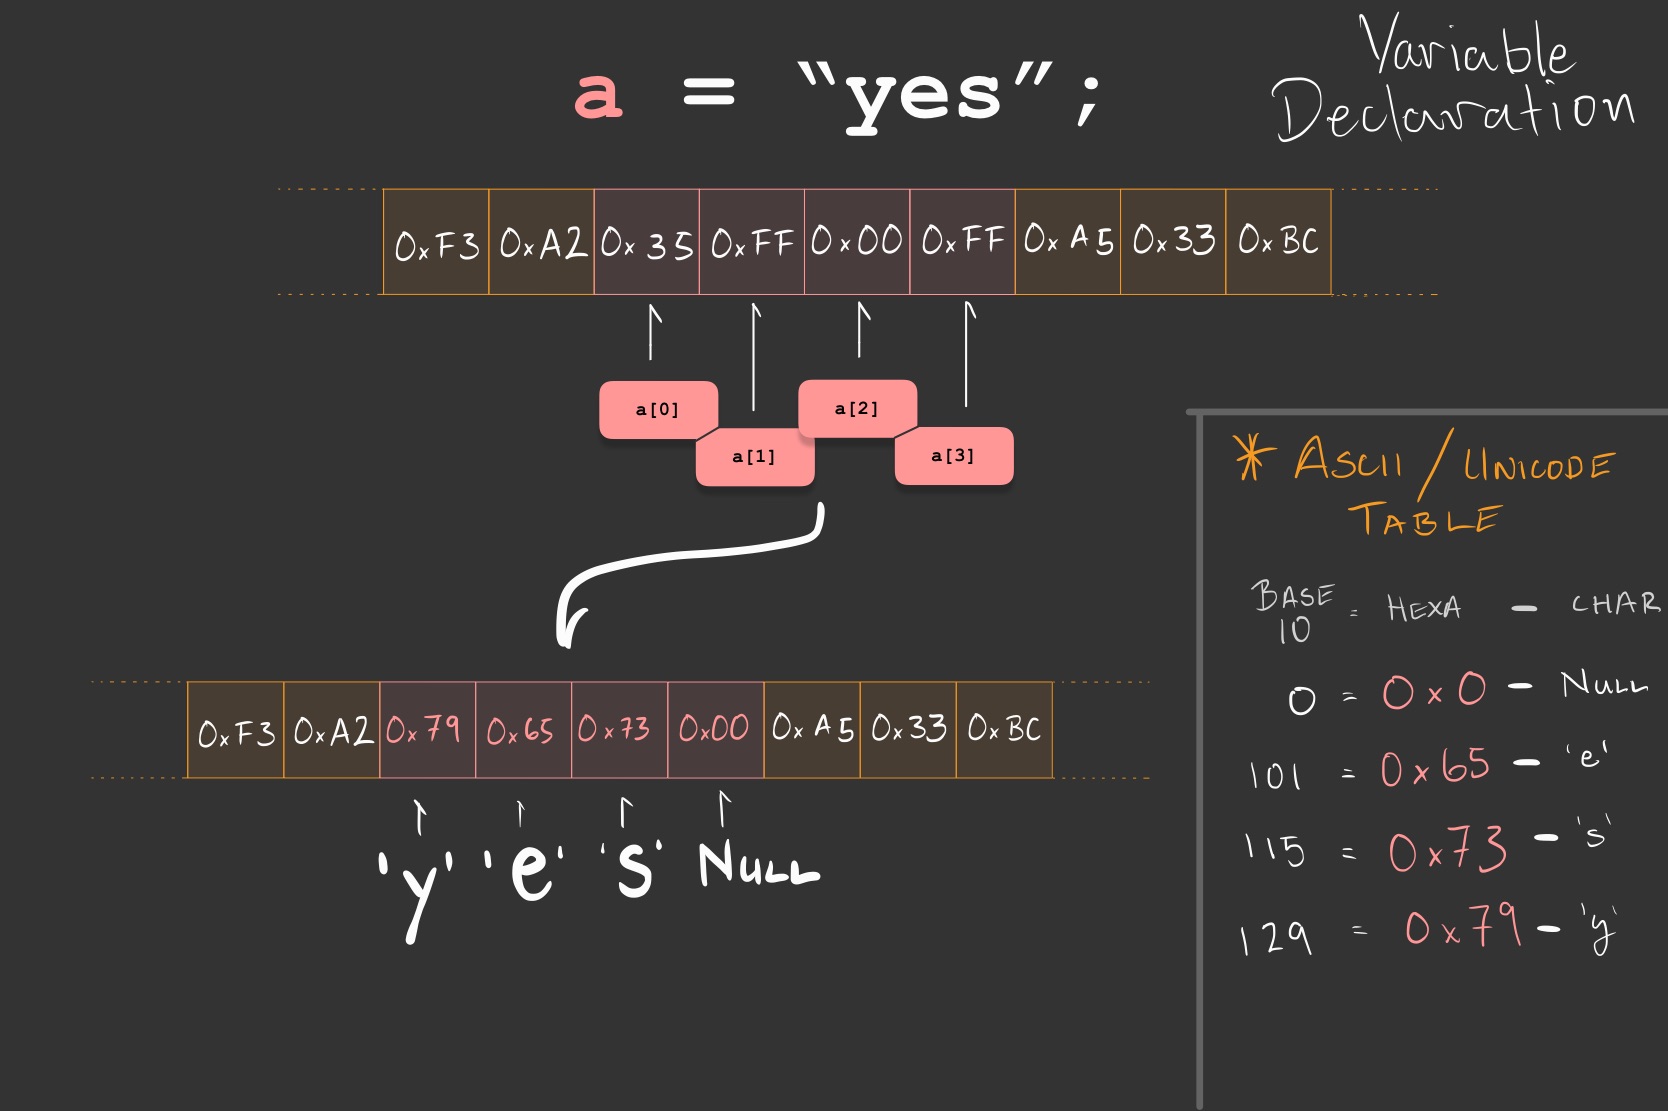 Variable
Declaration
a = “yes”;
0xF3 0xA2 0x35 0xFF 0x00 0xFF 0xA5 0x33 0xBC
a[0] a[1] a[2] a[3]
0xF3 0xA2 0x79 0x65 0x73 0x00 0xA5 0x33 0xBC
'y' 'e' 's' NULL
* ASCII / UNICODE
TABLE
BASE 10 = HEXA - CHAR
0 = 0x0 - NULL
101 = 0x65 - 'e'
115 = 0x73 - 's'
129 = 0x79 - 'y'